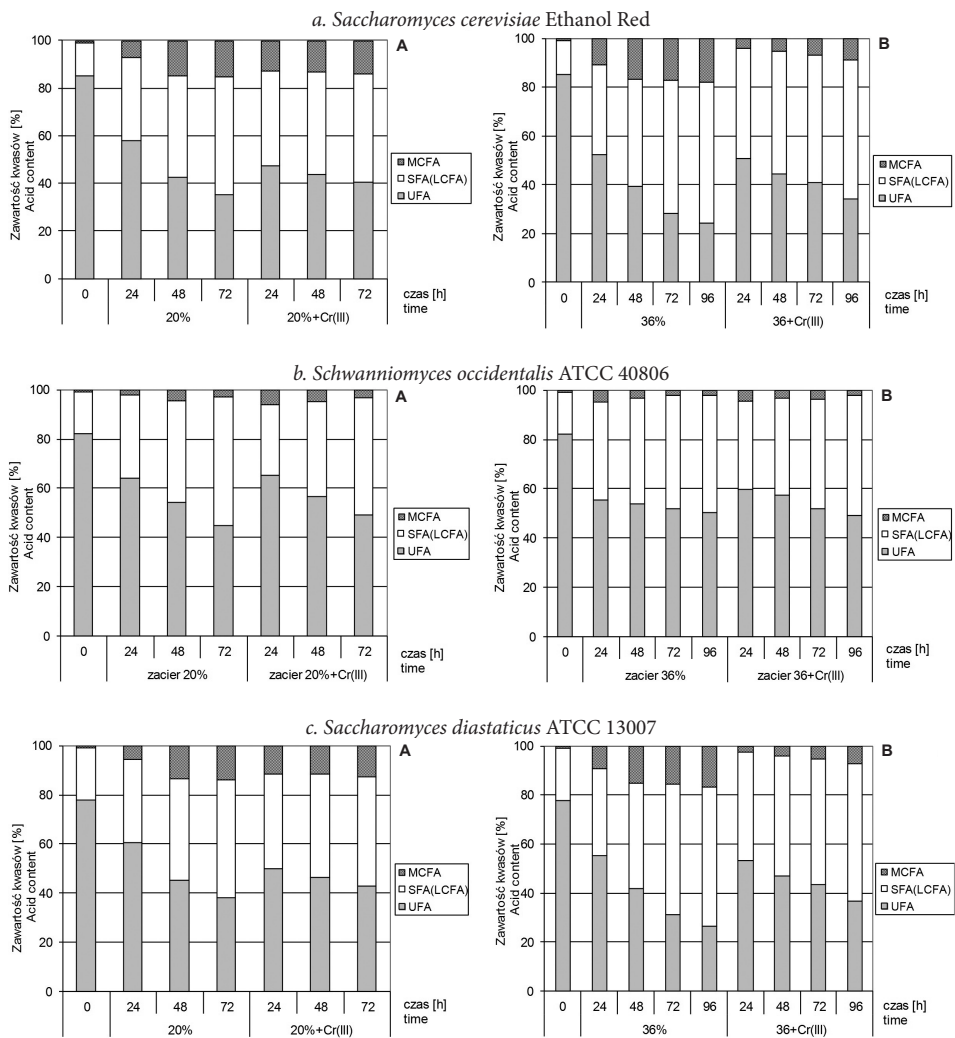 a. Saccharomyces cerevisiae Ethanol Red
A
Zawartość kwasów [%]
Acid content
100
80
60
40
20
0
MCFA
SFA(LCFA)
UFA
0 24 48 72 24 48 72 czas [h]
20% 20%+Cr(III) time
B
Zawartość kwasów [%]
Acid content
100
80
60
40
20
0
MCFA
SFA(LCFA)
UFA
0 24 48 72 96 24 48 72 96 czas [h]
time
36% 36+Cr(III)
b. Schwanniomyces occidentalis ATCC 40806
A
Zawartość kwasów [%]
Acid content
100
80
60
40
20
0
MCFA
SFA(LCFA)
UFA
0 24 48 72 24 48 72 czas [h]
zacier 20% zacier 20%+Cr(III) time
B
Zawartość kwasów [%]
Acid content
100
80
60
40
20
0
MCFA
SFA(LCFA)
UFA
0 24 48 72 96 24 48 72 96 czas [h]
zacier 36% zacier 36+Cr(III) time
c. Saccharomyces diastaticus ATCC 13007
A
Zawartość kwasów [%]
Acid content
100
80
60
40
20
0
MCFA
SFA(LCFA)
UFA
0 24 48 72 24 48 72 czas [h]
time
20% 20%+Cr(III)
B
Zawartość kwasów [%]
Acid content
100
80
60
40
20
0
MCFA
SFA(LCFA)
UFA
0 24 48 72 96 24 48 72 96 czas [h]
time
36% 36+Cr(III)